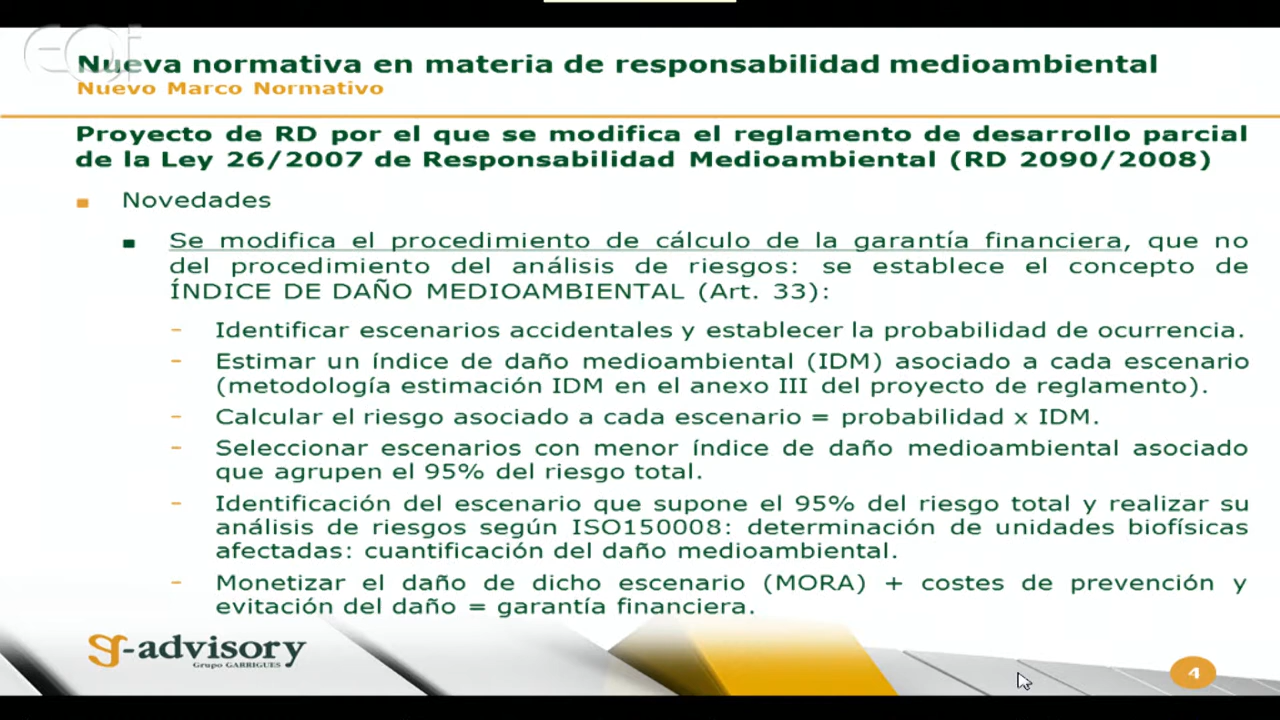 eoi
Nueva normativa en materia de responsabilidad medioambiental
Nuevo Marco Normativo
Proyecto de RD por el que se modifica el reglamento de desarrollo parcial
de la Ley 26/2007 de Responsabilidad Medioambiental (RD 2090/2008)
Novedades
Se modifica el procedimiento de cálculo de la garantía financiera, que no
del procedimiento del análisis de riesgos: se establece el concepto de
ÍNDICE DE DAÑO MEDIOAMBIENTAL (Art. 33):
- Identificar escenarios accidentales y establecer la probabilidad de ocurrencia.
- Estimar un índice de daño medioambiental (IDM) asociado a cada escenario
(metodología estimación IDM en el anexo III del proyecto de reglamento).
- Calcular el riesgo asociado a cada escenario = probabilidad x IDM.
- Seleccionar escenarios con menor índice de daño medioambiental asociado
que agrupen el 95% del riesgo total.
- Identificación del escenario que supone el 95% del riesgo total y realizar su
análisis de riesgos según ISO150008: determinación de unidades biofísicas
afectadas: cuantificación del daño medioambiental.
- Monetizar el daño de dicho escenario (MORA) + costes de prevención y
evitación del daño = garantía financiera.
g-advisory
Grupo GARRIGUES
4